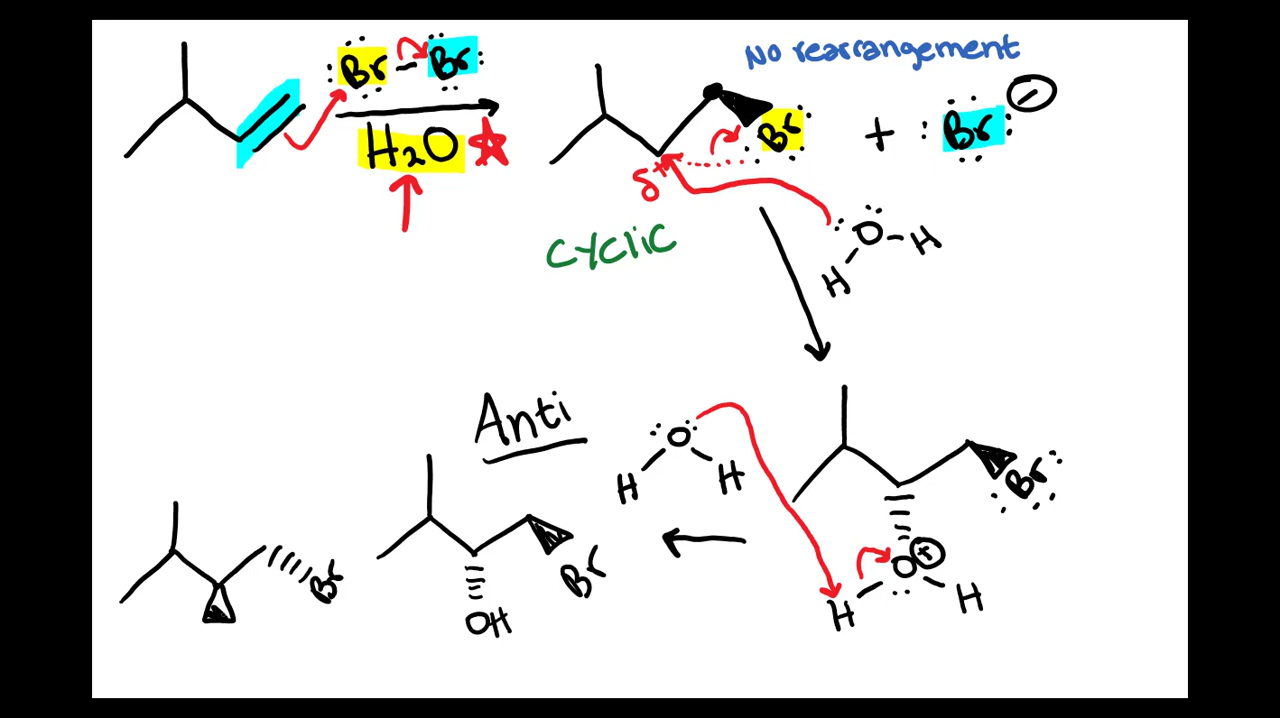 Br - Br
H₂O
No rearrangement
δ+
Br
+
Br
−
CYCliC
O
H
H
Anti
O
H
H
Br
O
+
H
H
Br
OH
Br